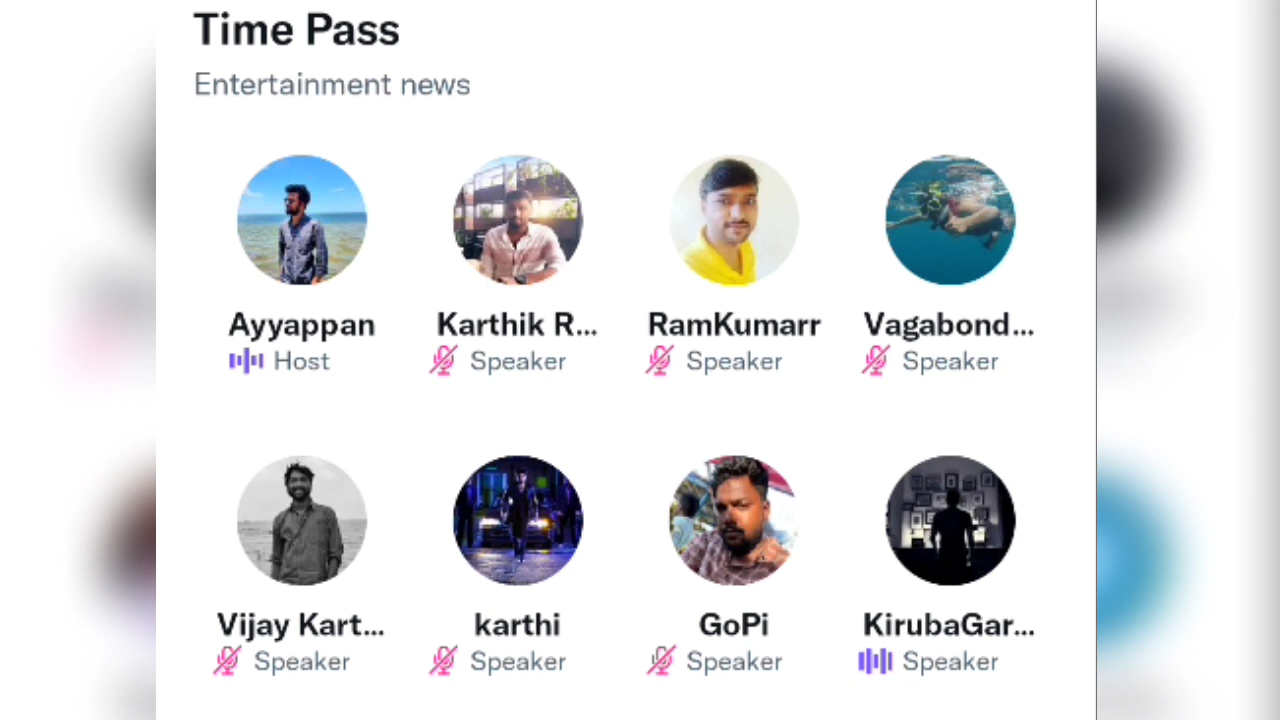 Time Pass
Entertainment news
Ayyappan Karthik R... RamKumarr Vagabond...
Host Speaker Speaker Speaker
Vijay Kart... karthi GoPi KirubaGar...
Speaker Speaker Speaker Speaker